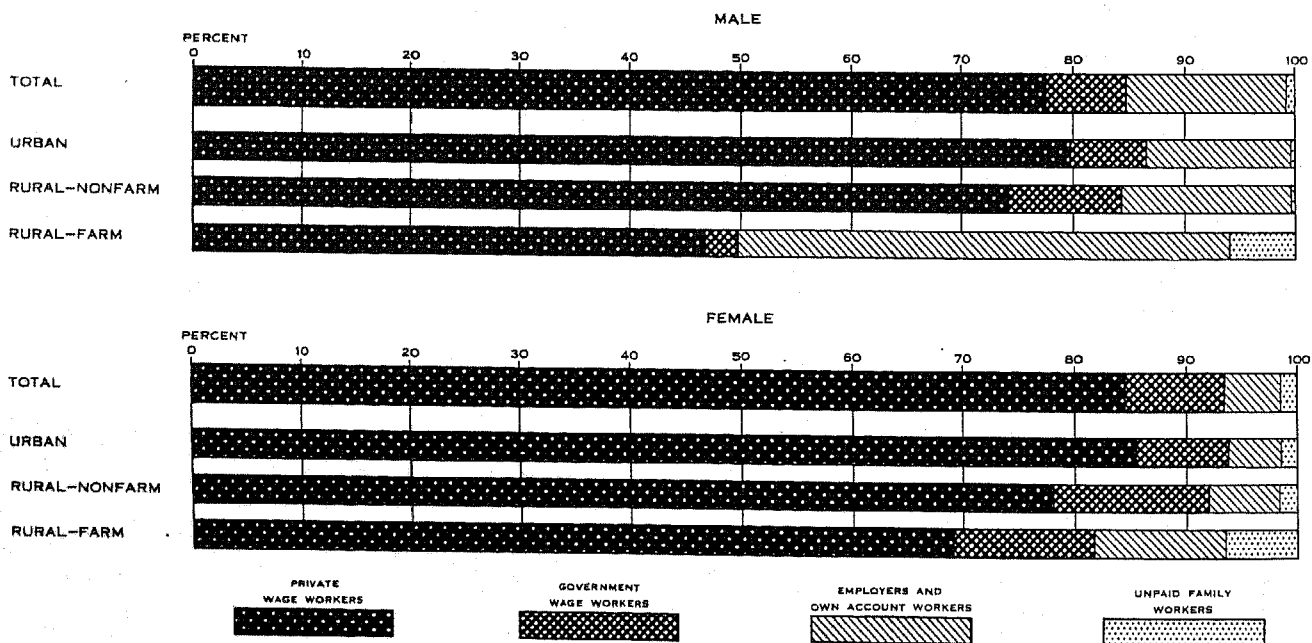 MALE
PERCENT
0 10 20 30 40 50 60 70 80 90 100
TOTAL
URBAN
RURAL-NONFARM
RURAL-FARM
FEMALE
PERCENT
0 10 20 30 40 50 60 70 80 90 100
TOTAL
URBAN
RURAL-NONFARM
RURAL-FARM
PRIVATE
WAGE WORKERS
GOVERNMENT
WAGE WORKERS
EMPLOYERS AND
OWN ACCOUNT WORKERS
UNPAID FAMILY
WORKERS